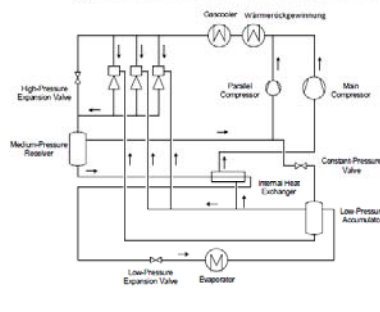 Gascooler Wärmerückgewinnung
High-Pressure
Expansion Valve
Parallel
Compressor
Main
Compressor
Medium-Pressure
Receiver
Constant-Pressure
Valve
Internal Heat
Exchanger
Low-Pressure
Accumulator
Low-Pressure
Expansion Valve
Evaporator